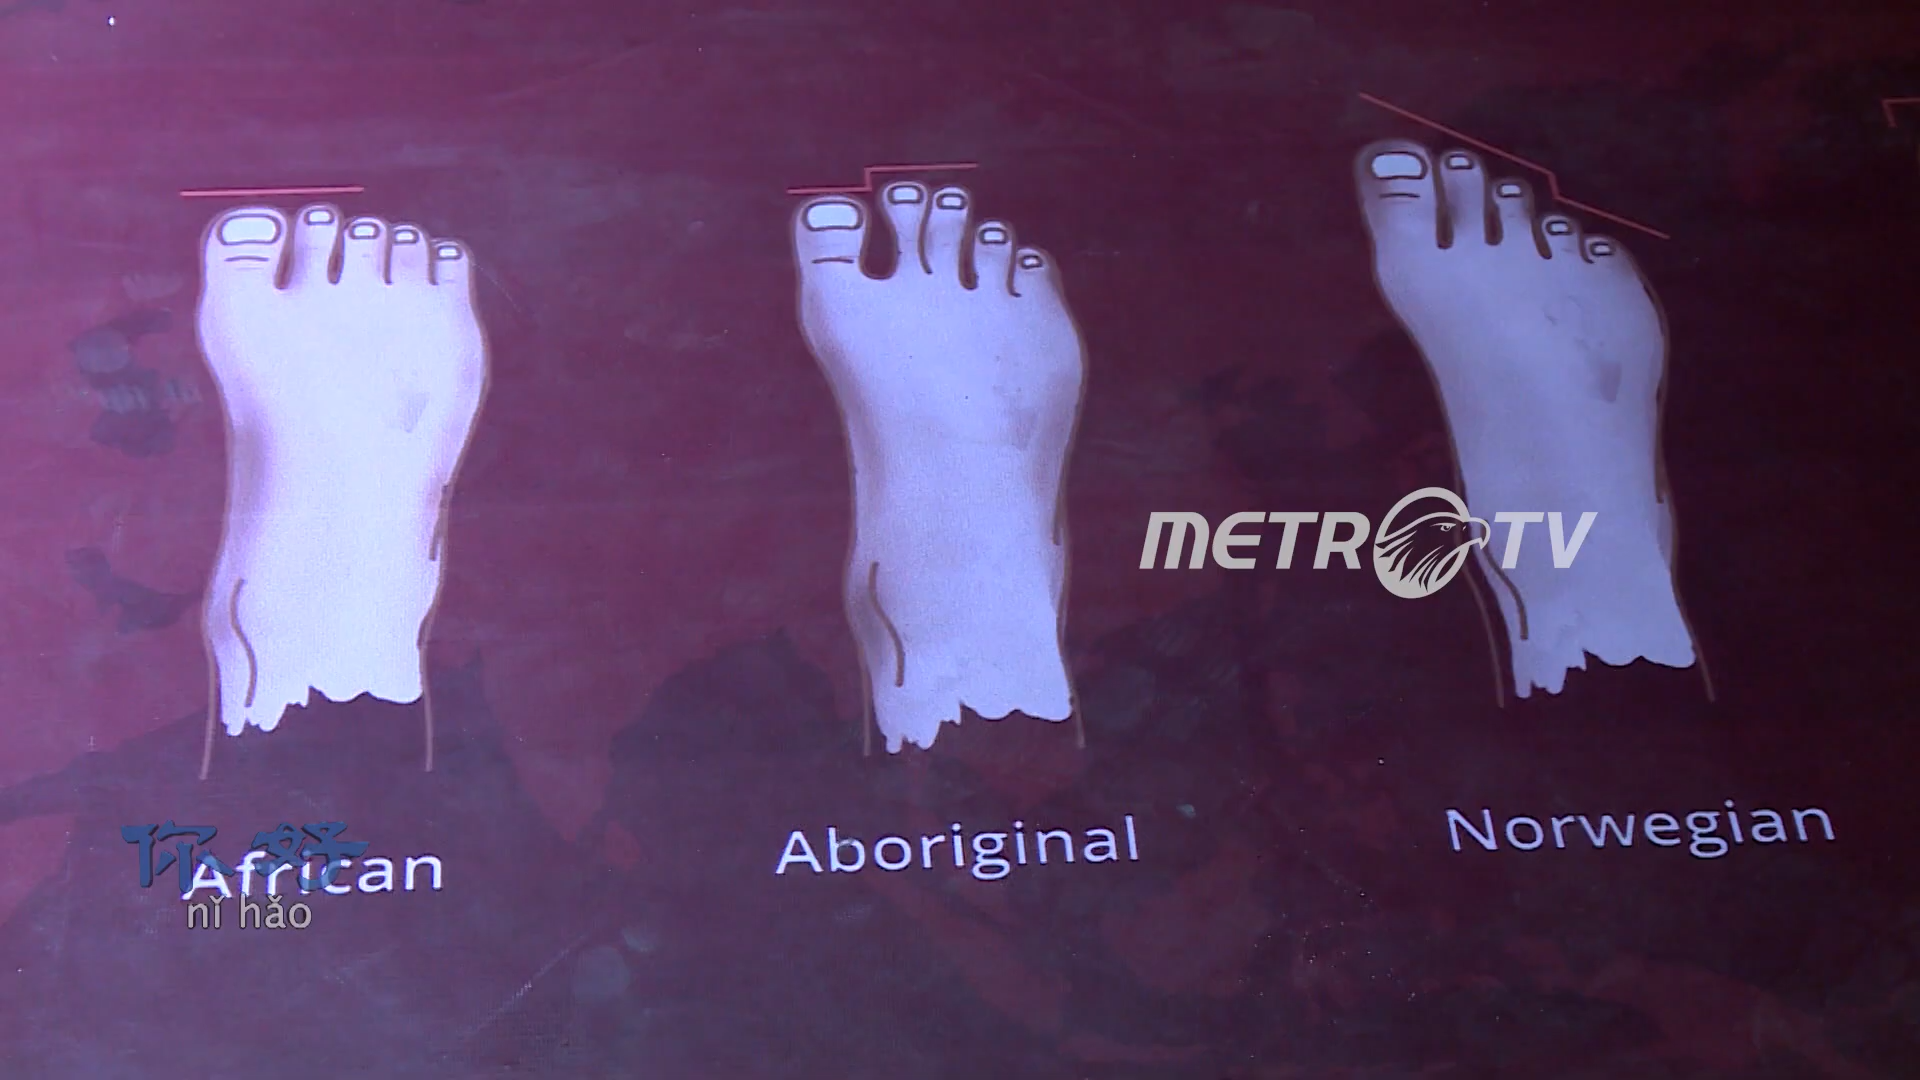 METRO TV
African
Aboriginal
Norwegian
你好
nǐ hǎo